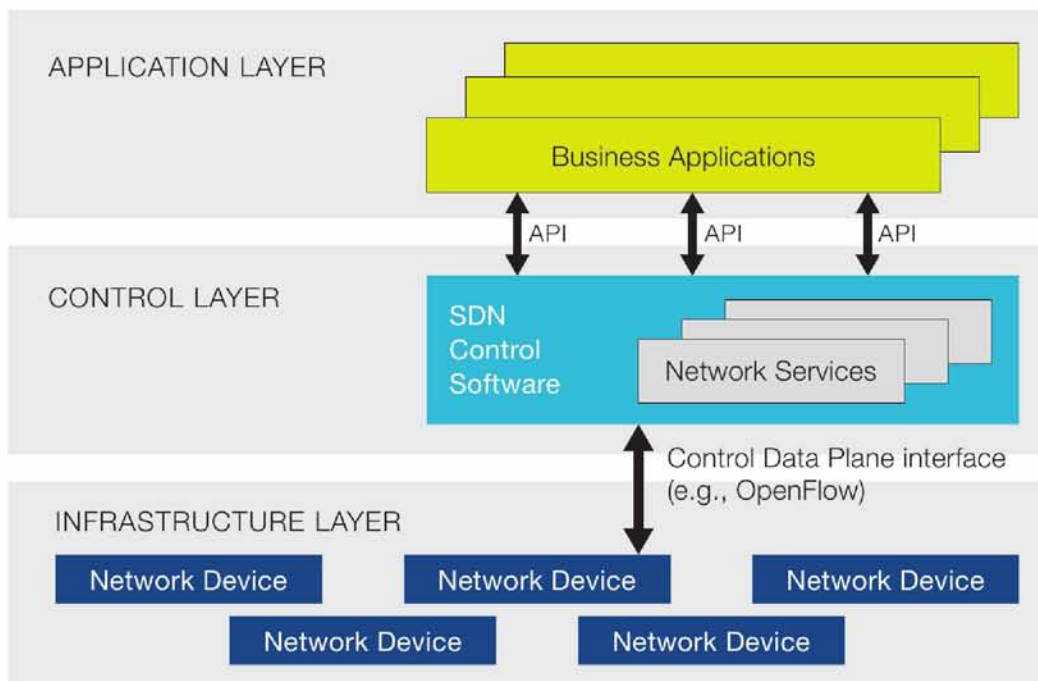 APPLICATION LAYER
Business Applications
API
API
API
CONTROL LAYER
SDN
Control
Software
Network Services
Control Data Plane interface
(e.g., OpenFlow)
INFRASTRUCTURE LAYER
Network Device
Network Device
Network Device
Network Device
Network Device